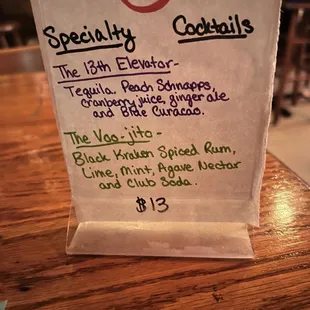 Specialty Cocktails
The 13th Elevator-
Tequila, Peach Schnapps,
cranberry juice, ginger ale
and Blue Curacao.
The Voo-jito-
Black Kraken Spiced Rum,
Lime, Mint, Agave Nectar
and Club Soda.
$13